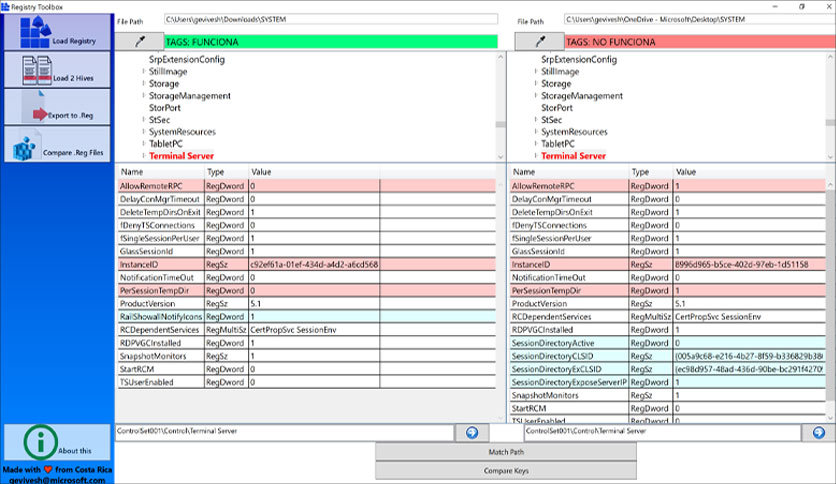 Registry Toolbox
Load Registry
Load 2 Hives
Export to .Reg
Compare .Reg Files
About this
Made with ❤ from Costa Rica
gevivesh@microsoft.com
File Path C:\Users\gevivesh\Downloads\SYSTEM
TAGS: FUNCIONA
SrpExtensionConfig
StillImage
Storage
StorageManagement
StorPort
StSec
SystemResources
TabletPC
Terminal Server
Name Type Value
AllowRemoteRPC RegDword 0
DelayConMgrTimeout RegDword 0
DeleteTempDirsOnExit RegDword 1
fDenyTSConnections RegDword 0
fSingleSessionPerUser RegDword 1
GlassSessionId RegDword 1
InstanceID RegSz c92ef61a-01ef-434d-a4d2-a6cd568
NotificationTimeOut RegDword 0
PerSessionTempDir RegDword 0
ProductVersion RegSz 5.1
RailShowallNotifyIcons RegDword 1
RCDependentServices RegMultiSz CertPropSvc SessionEnv
RDPVGCInstalled RegDword 1
SnapshotMonitors RegSz 1
StartRCM RegDword 0
TSUserEnabled RegDword 0
ControlSet001\Control\Terminal Server
File Path C:\Users\gevivesh\OneDrive - Microsoft\Desktop\SYSTEM
TAGS: NO FUNCIONA
SrpExtensionConfig
StillImage
Storage
StorageManagement
StorPort
StSec
SystemResources
TabletPC
Terminal Server
Name Type Value
AllowRemoteRPC RegDword 1
DelayConMgrTimeout RegDword 0
DeleteTempDirsOnExit RegDword 1
fDenyTSConnections RegDword 0
fSingleSessionPerUser RegDword 1
GlassSessionId RegDword 1
InstanceID RegSz 8996d965-b5ce-402d-97eb-1d51158
NotificationTimeOut RegDword 0
PerSessionTempDir RegDword 1
ProductVersion RegSz 5.1
RCDependentServices RegMultiSz CertPropSvc SessionEnv
RDPVGCInstalled RegDword 1
SessionDirectoryActive RegDword 0
SessionDirectoryCLSID RegSz {005a9c68-e216-4b27-8f59-b336829b38
SessionDirectoryExCLSID RegSz {ec98d957-48ad-436d-90be-bc291f4270
SessionDirectoryExposeServerIP RegDword 1
SnapshotMonitors RegSz 1
StartRCM RegDword 0
TSUserEnabled RegDword 0
ControlSet001\Control\Terminal Server
Match Path
Compare Keys